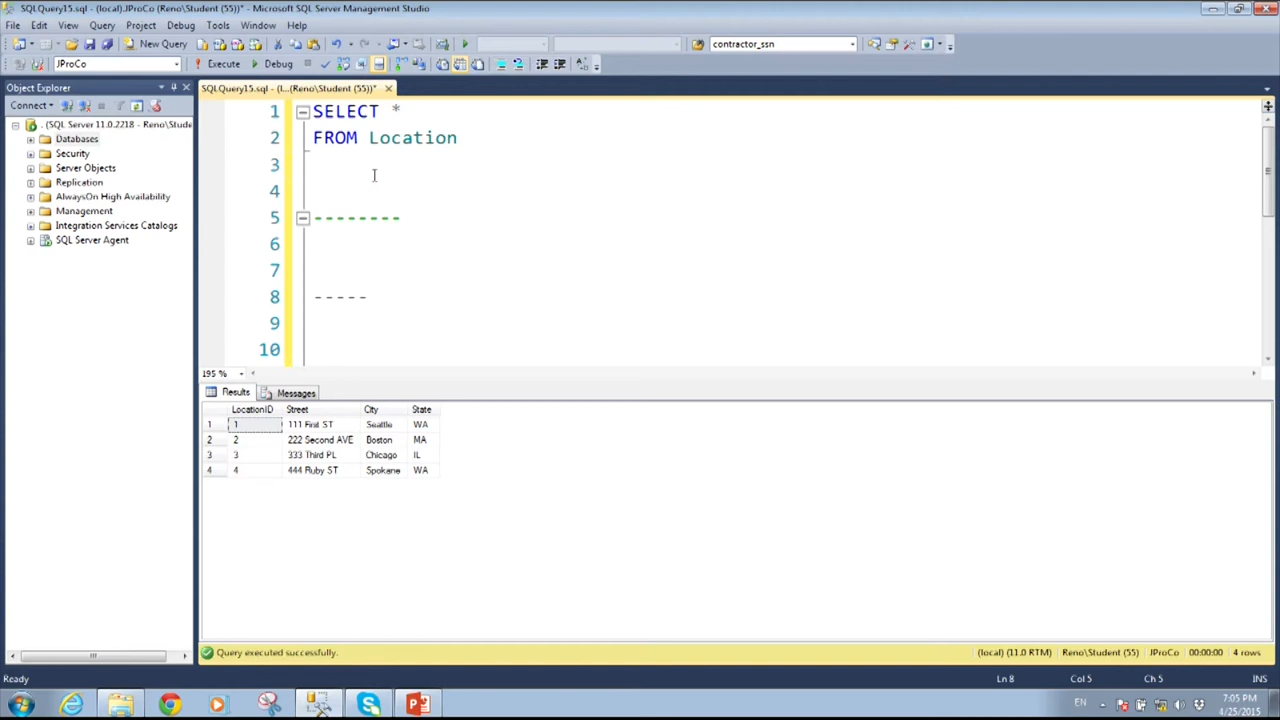 SQLQuery15.sql - (local).JProCo (Reno\Student (55))* - Microsoft SQL Server Management Studio
File Edit View Query Project Debug Tools Window Help
New Query contractor_ssn
JProCo Execute Debug
Object Explorer
SQLQuery15.sql - (l...(Reno\Student (55))*
Connect
. (SQL Server 11.0.2218 - Reno\Stude
Databases
Security
Server Objects
Replication
AlwaysOn High Availability
Management
Integration Services Catalogs
SQL Server Agent
1 SELECT *
2 FROM Location
3
4
5 --------
6
7
8 -----
9
10
195 %
Results Messages
LocationID Street City State
1 1 111 First ST Seattle WA
2 2 222 Second AVE Boston MA
3 3 333 Third PL Chicago IL
4 4 444 Ruby ST Spokane WA
Query executed successfully. (local) (11.0 RTM) Reno\Student (55) JProCo 00:00:00 4 rows
Ready Ln 8 Col 5 Ch 5 INS
EN 7:05 PM
4/25/2015